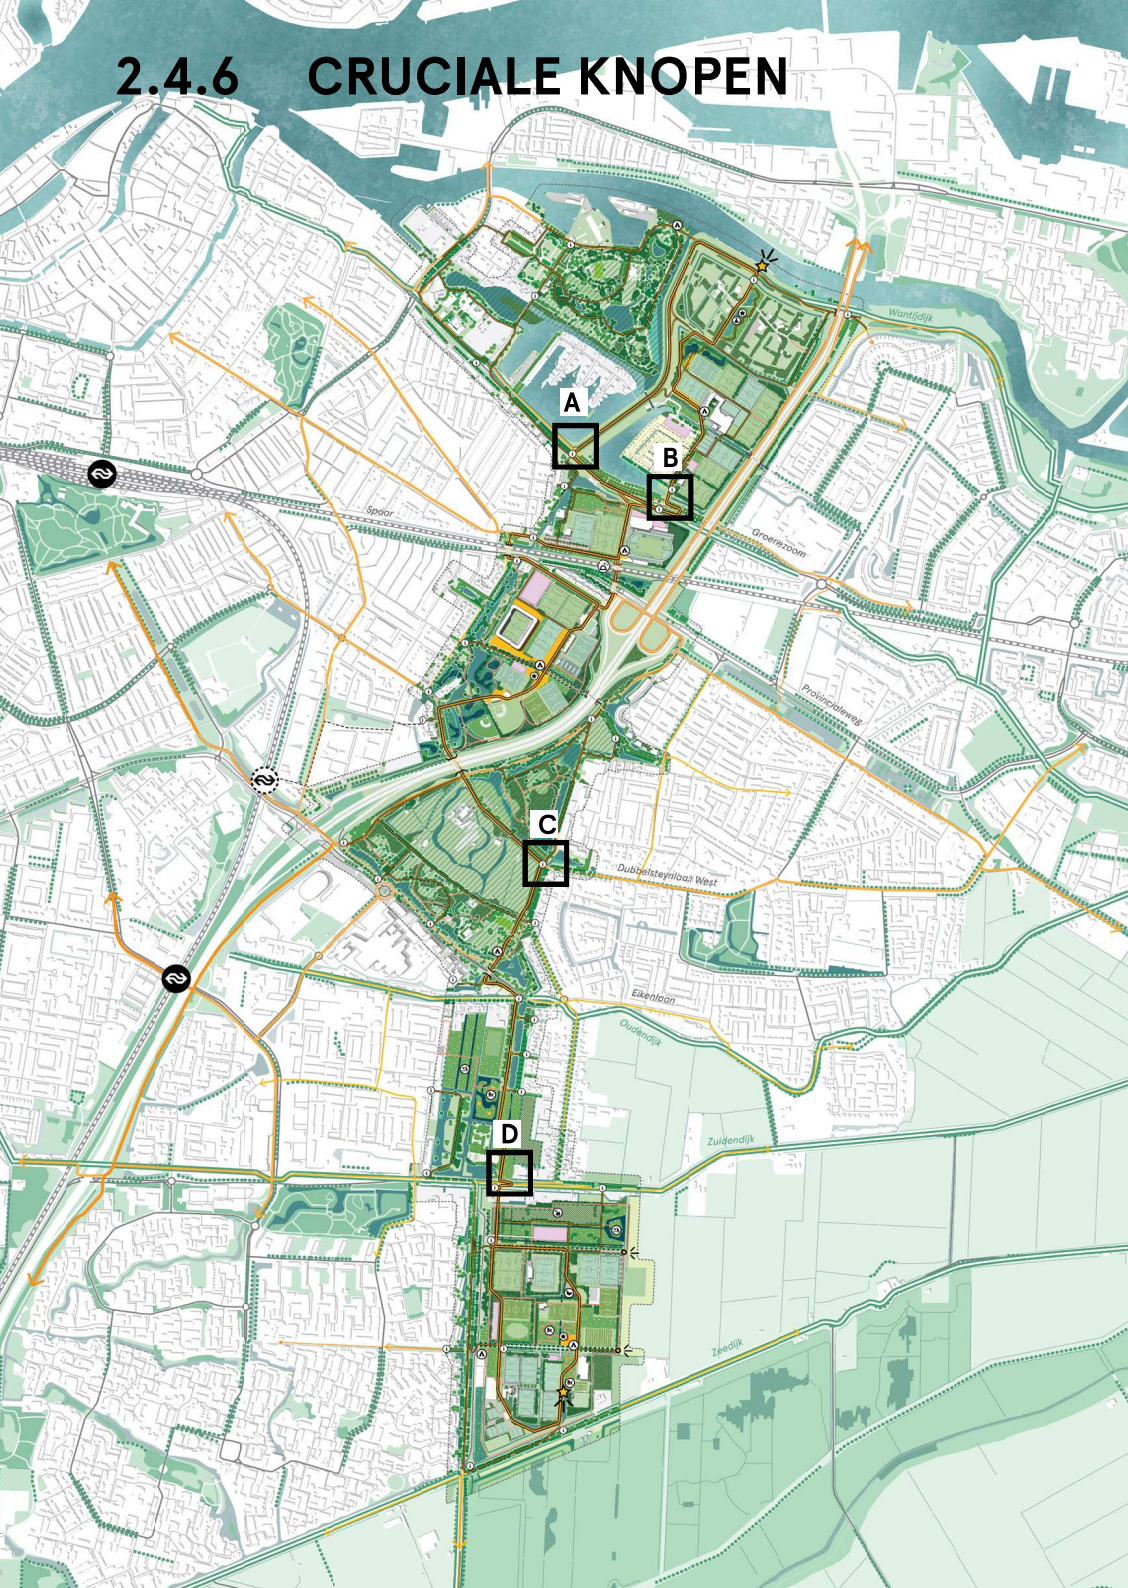 2.4.6 CRUCIALE KNOPEN
Wantijdijk
A
B
Spoor
Groenezoom
Provincialeweg
C
Dubbelsteynlaan West
Eikenlaan
Oudendijk
D
Zuidendijk
Zeedijk